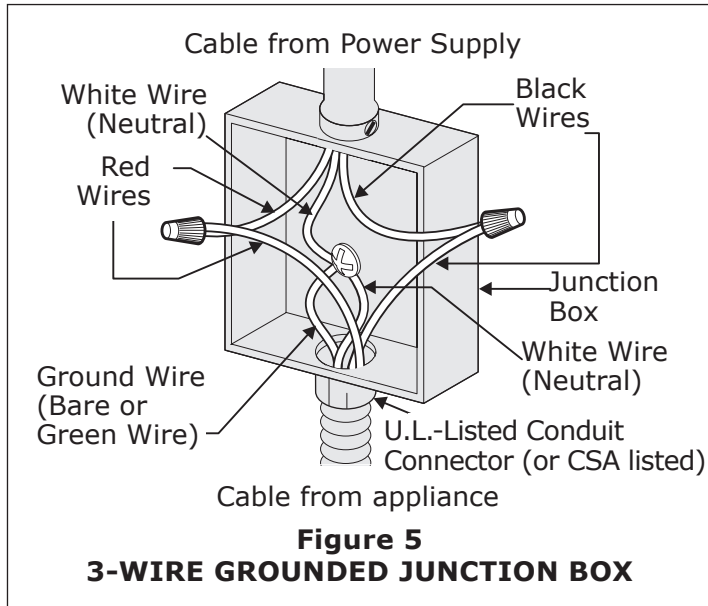 Cable from Power Supply
White Wire
(Neutral)
Black
Wires
Red
Wires
Junction
Box
White Wire
(Neutral)
Ground Wire
(Bare or
Green Wire)
U.L.-Listed Conduit
Connector (or CSA listed)
Cable from appliance
Figure 5
3-WIRE GROUNDED JUNCTION BOX